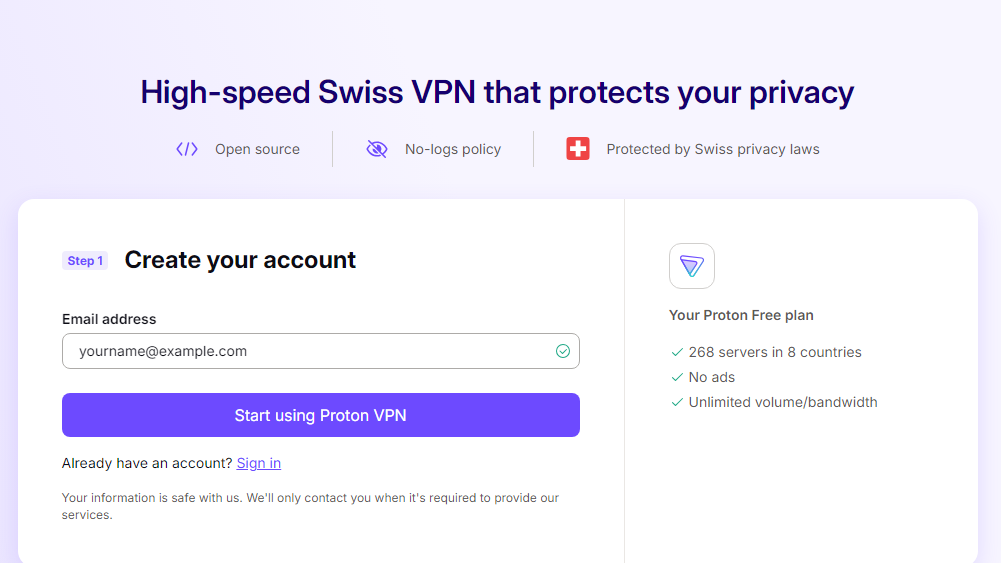 High-speed Swiss VPN that protects your privacy
Open source
No-logs policy
Protected by Swiss privacy laws
Step 1
Create your account
Email address
yourname@example.com
Start using Proton VPN
Already have an account? Sign in
Your information is safe with us. We'll only contact you when it's required to provide our
services.
Your Proton Free plan
268 servers in 8 countries
No ads
Unlimited volume/bandwidth